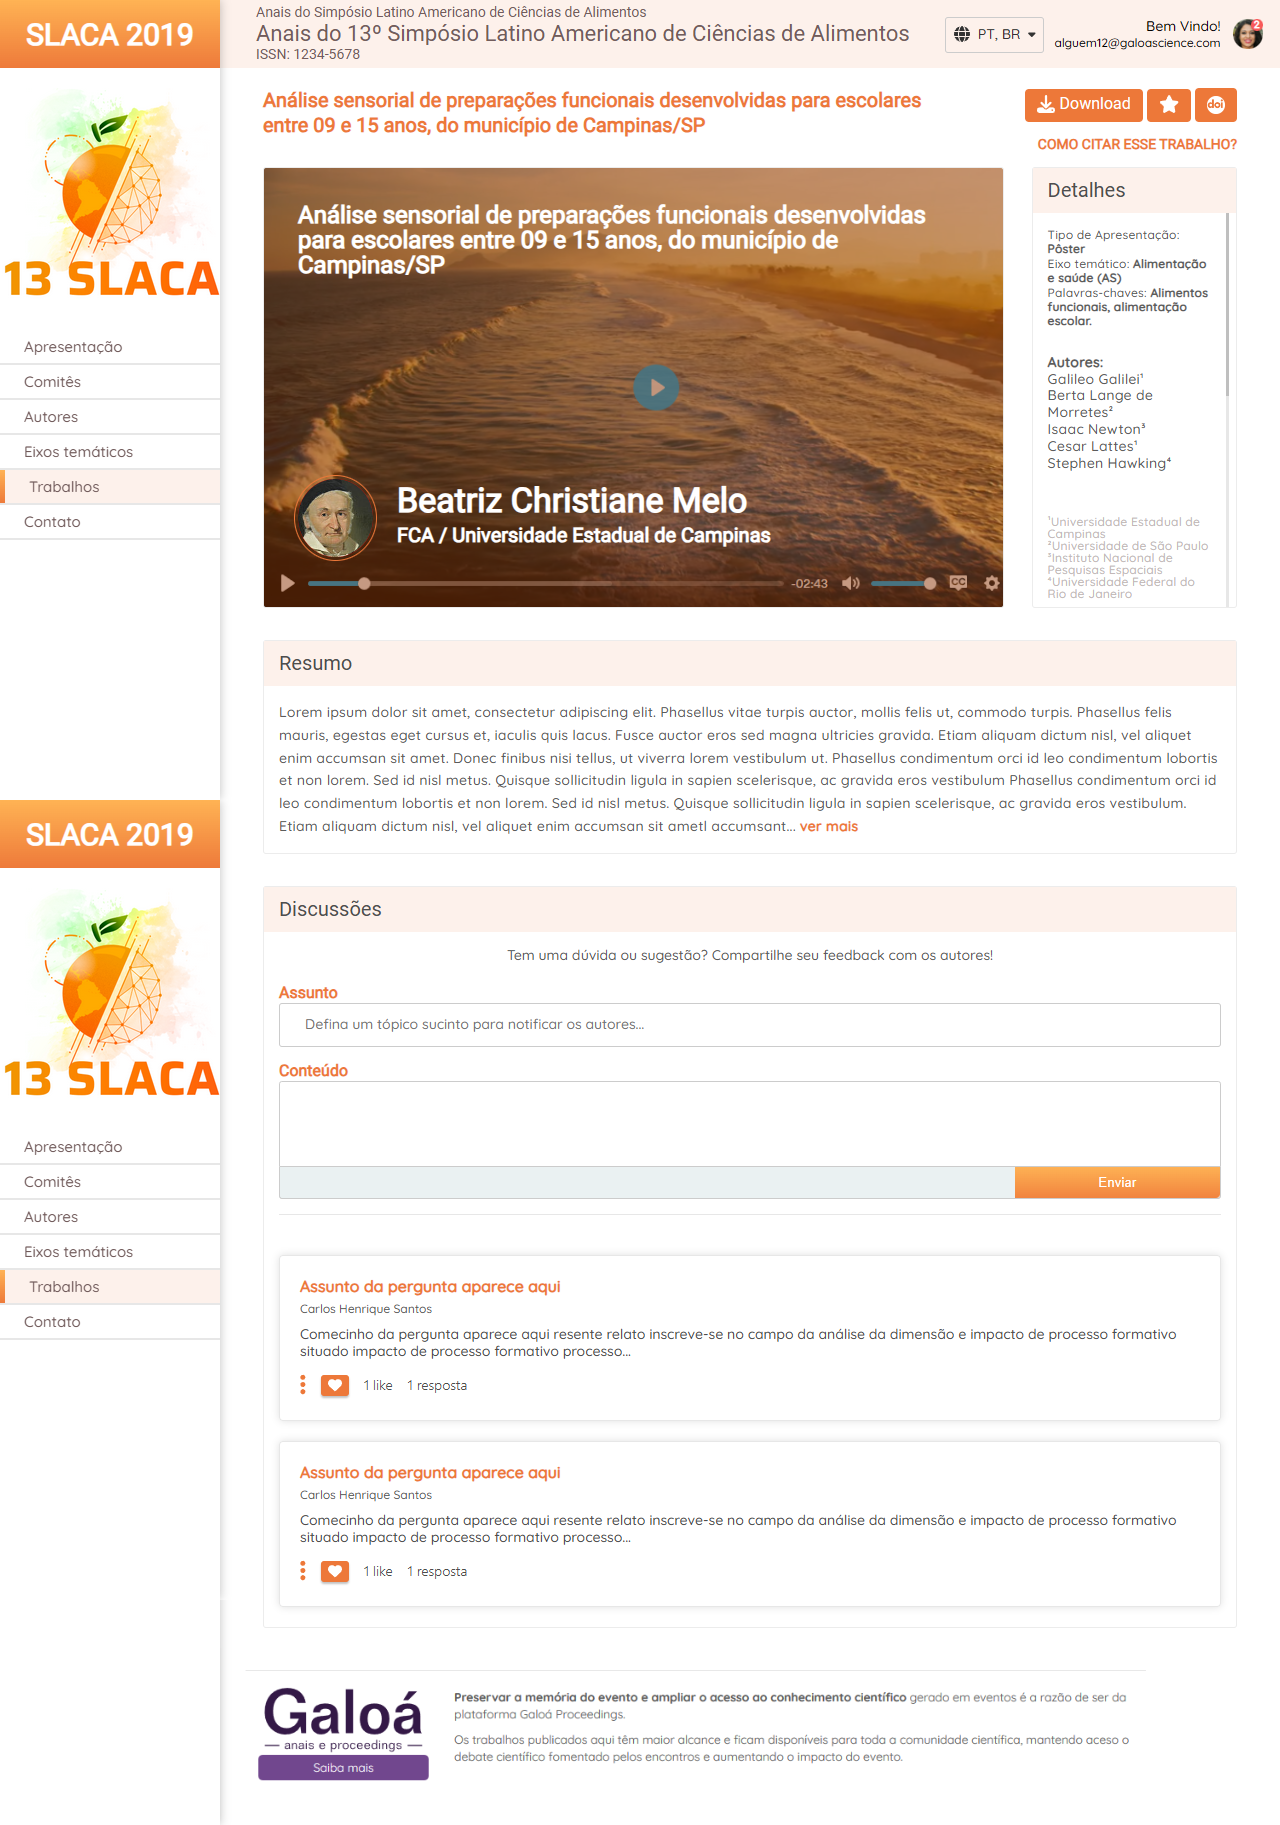 SLACA 2019
Anais do Simpósio Latino Americano de Ciências de Alimentos
Anais do 13º Simpósio Latino Americano de Ciências de Alimentos
ISSN: 1234-5678
PT, BR
Bem Vindo!
alguem12@galoascience.com
2
13 SLACA
Apresentação
Comitês
Autores
Eixos temáticos
Trabalhos
Contato
Análise sensorial de preparações funcionais desenvolvidas para escolares
entre 09 e 15 anos, do município de Campinas/SP
Download
doi
COMO CITAR ESSE TRABALHO?
Análise sensorial de preparações funcionais desenvolvidas
para escolares entre 09 e 15 anos, do município de
Campinas/SP
Beatriz Christiane Melo
FCA / Universidade Estadual de Campinas
-02:43
CC
Detalhes
Tipo de Apresentação:
Pôster
Eixo temático: Alimentação
e saúde (AS)
Palavras-chaves: Alimentos
funcionais, alimentação
escolar.
Autores:
Galileo Galilei¹
Berta Lange de
Morretes²
Isaac Newton³
Cesar Lattes¹
Stephen Hawking⁴
¹Universidade Estadual de
Campinas
²Universidade de São Paulo
³Instituto Nacional de
Pesquisas Espaciais
⁴Universidade Federal do
Rio de Janeiro
Resumo
Lorem ipsum dolor sit amet, consectetur adipiscing elit. Phasellus vitae turpis auctor, mollis felis ut, commodo turpis. Phasellus felis
mauris, egestas eget cursus et, iaculis quis lacus. Fusce auctor eros sed magna ultricies gravida. Etiam aliquam dictum nisl, vel aliquet
enim accumsan sit amet. Donec finibus nisi tellus, ut viverra lorem vestibulum ut. Phasellus condimentum orci id leo condimentum lobortis
et non lorem. Sed id nisl metus. Quisque sollicitudin ligula in sapien scelerisque, ac gravida eros vestibulum Phasellus condimentum orci id
leo condimentum lobortis et non lorem. Sed id nisl metus. Quisque sollicitudin ligula in sapien scelerisque, ac gravida eros vestibulum.
Etiam aliquam dictum nisl, vel aliquet enim accumsan sit ametl accumsant... ver mais
SLACA 2019
13 SLACA
Apresentação
Comitês
Autores
Eixos temáticos
Trabalhos
Contato
Discussões
Tem uma dúvida ou sugestão? Compartilhe seu feedback com os autores!
Assunto
Defina um tópico sucinto para notificar os autores...
Conteúdo
Enviar
Assunto da pergunta aparece aqui
Carlos Henrique Santos
Comecinho da pergunta aparece aqui resente relato inscreve-se no campo da análise da dimensão e impacto de processo formativo
situado impacto de processo formativo processo...
1 like 1 resposta
Assunto da pergunta aparece aqui
Carlos Henrique Santos
Comecinho da pergunta aparece aqui resente relato inscreve-se no campo da análise da dimensão e impacto de processo formativo
situado impacto de processo formativo processo...
1 like 1 resposta
Galoá
anais e proceedings
Saiba mais
Preservar a memória do evento e ampliar o acesso ao conhecimento científico gerado em eventos é a razão de ser da
plataforma Galoá Proceedings.
Os trabalhos publicados aqui têm maior alcance e ficam disponíveis para toda a comunidade científica, mantendo aceso o
debate científico fomentado pelos encontros e aumentando o impacto do evento.